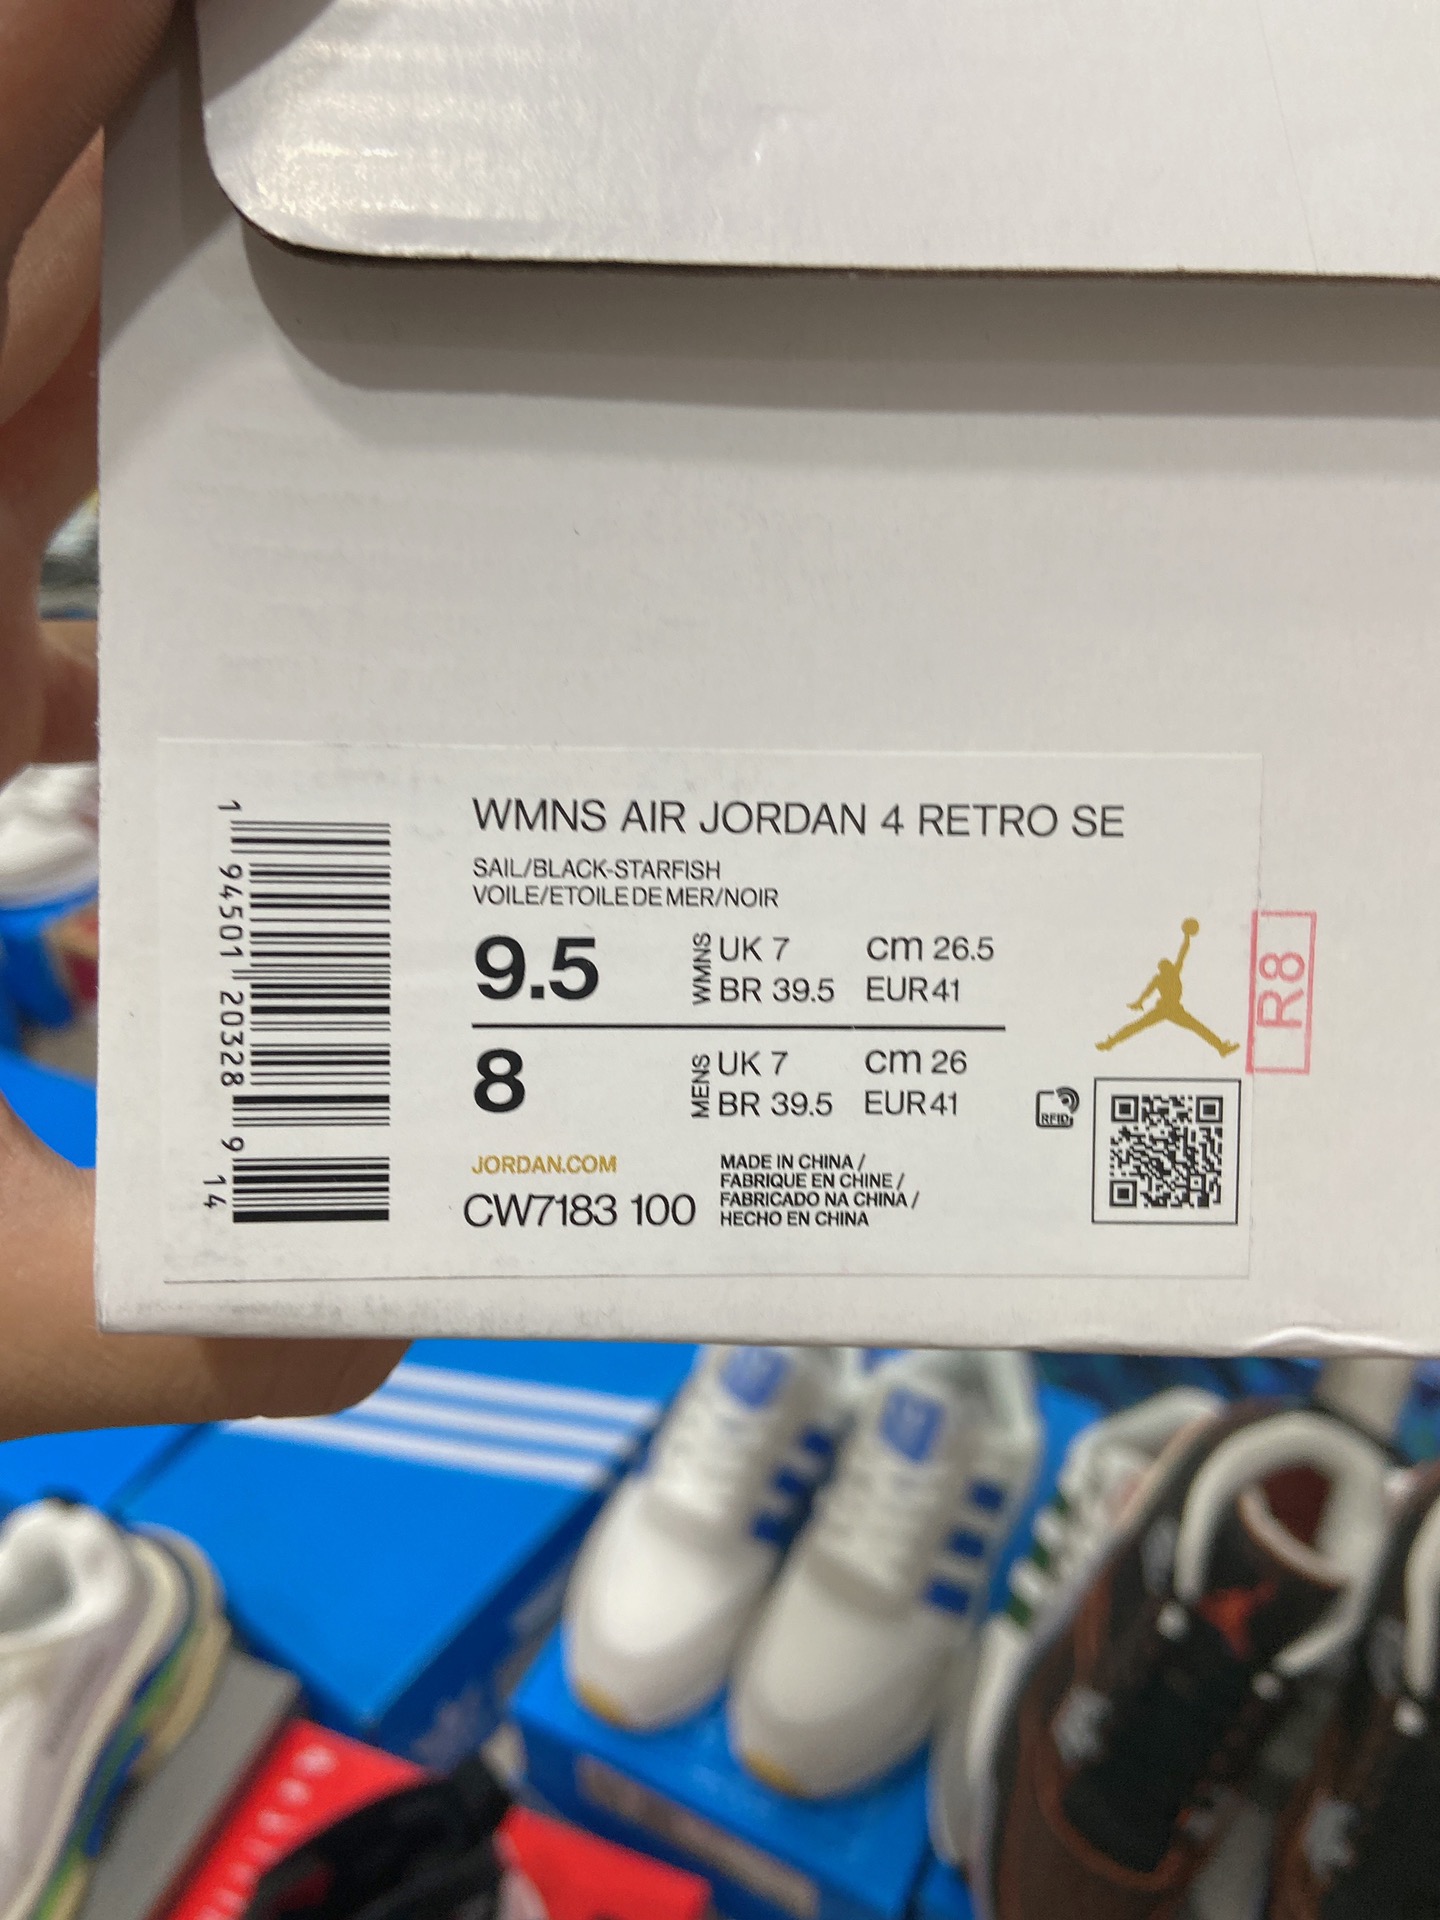 WMNS AIR JORDAN 4 RETRO SE
SAIL/BLACK-STARFISH
VOILE/ETOILE DE MER/NOIR
9.5
WMNS
UK 7 cm 26.5
BR 39.5 EUR 41
8
MENS
UK 7 cm 26
BR 39.5 EUR 41
JORDAN.COM
CW7183 100
MADE IN CHINA /
FABRIQUE EN CHINE /
FABRICADO NA CHINA /
HECHO EN CHINA
RFID
R8
1 94501 20328 9 14